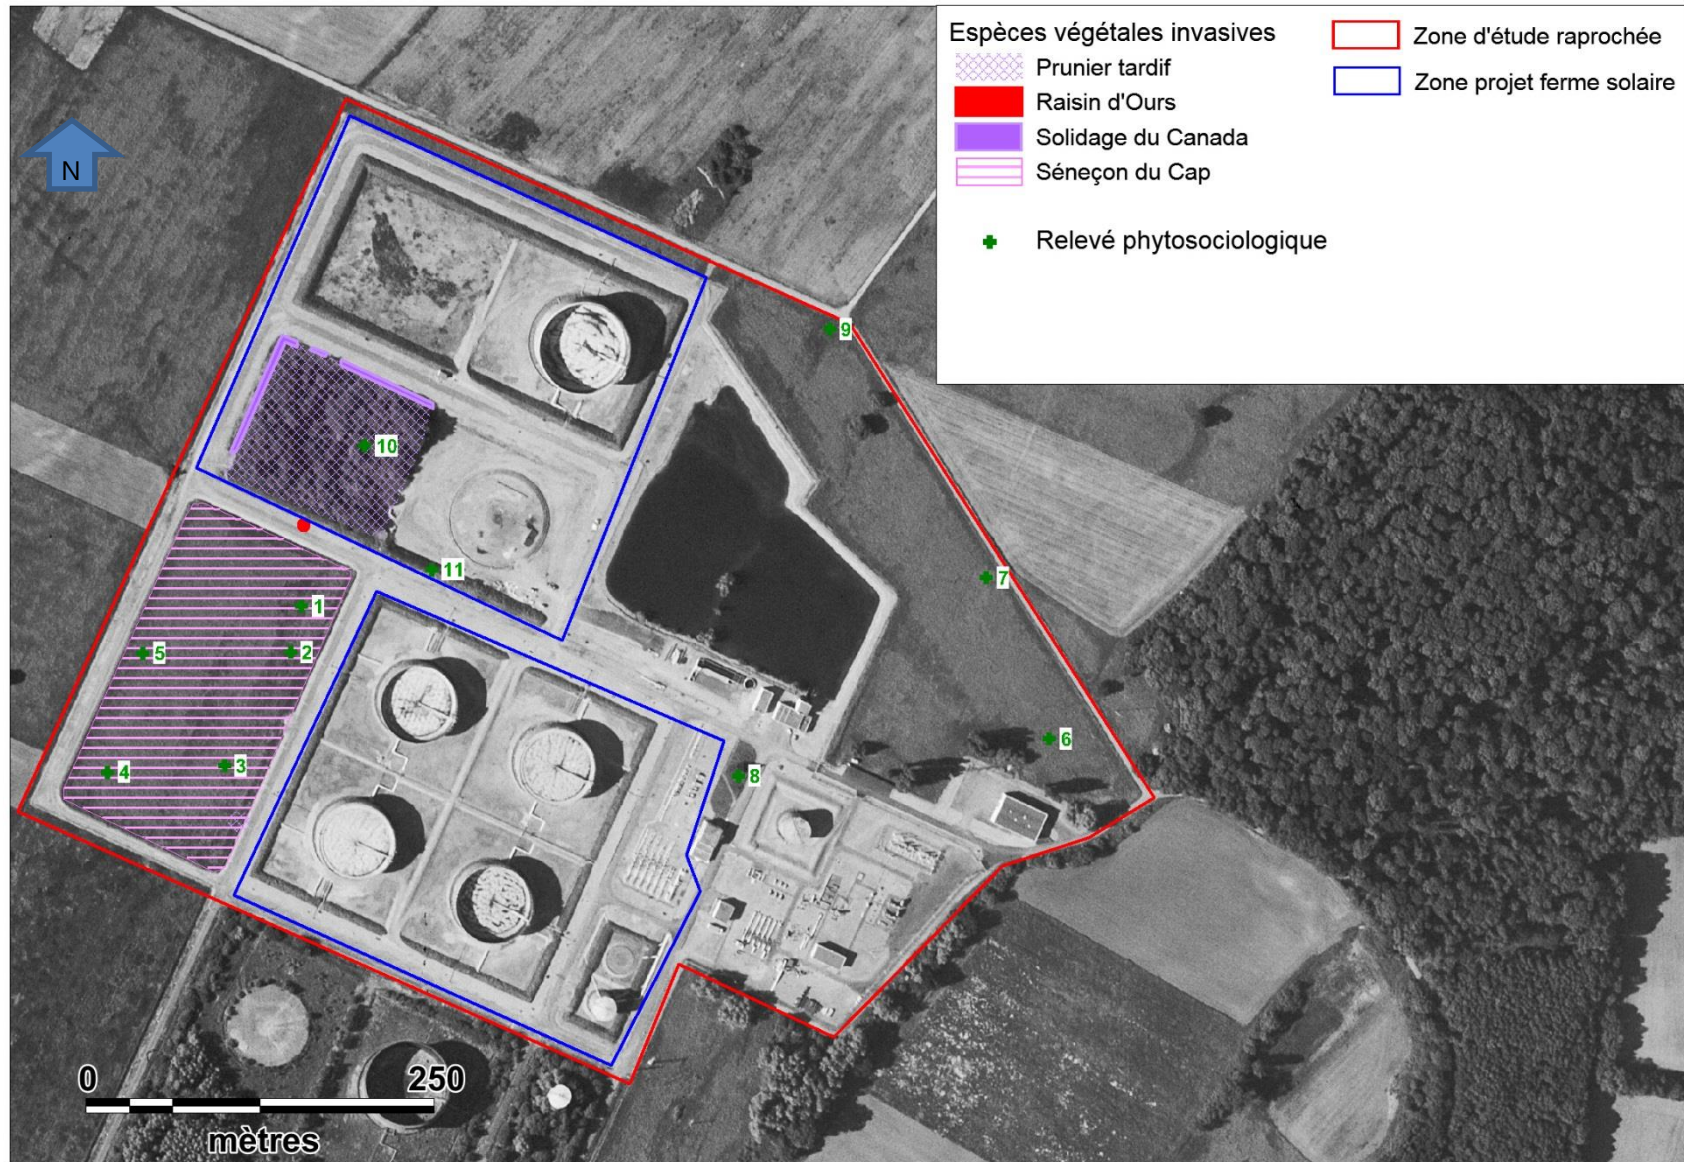 Espèces végétales invasives
Prunier tardif
Raisin d'Ours
Solidage du Canada
Séneçon du Cap
Relevé phytosociologique
Zone d'étude raprochée
Zone projet ferme solaire
N
9
10
7
11
1
5
2
6
3
4
8
0 250
mètres